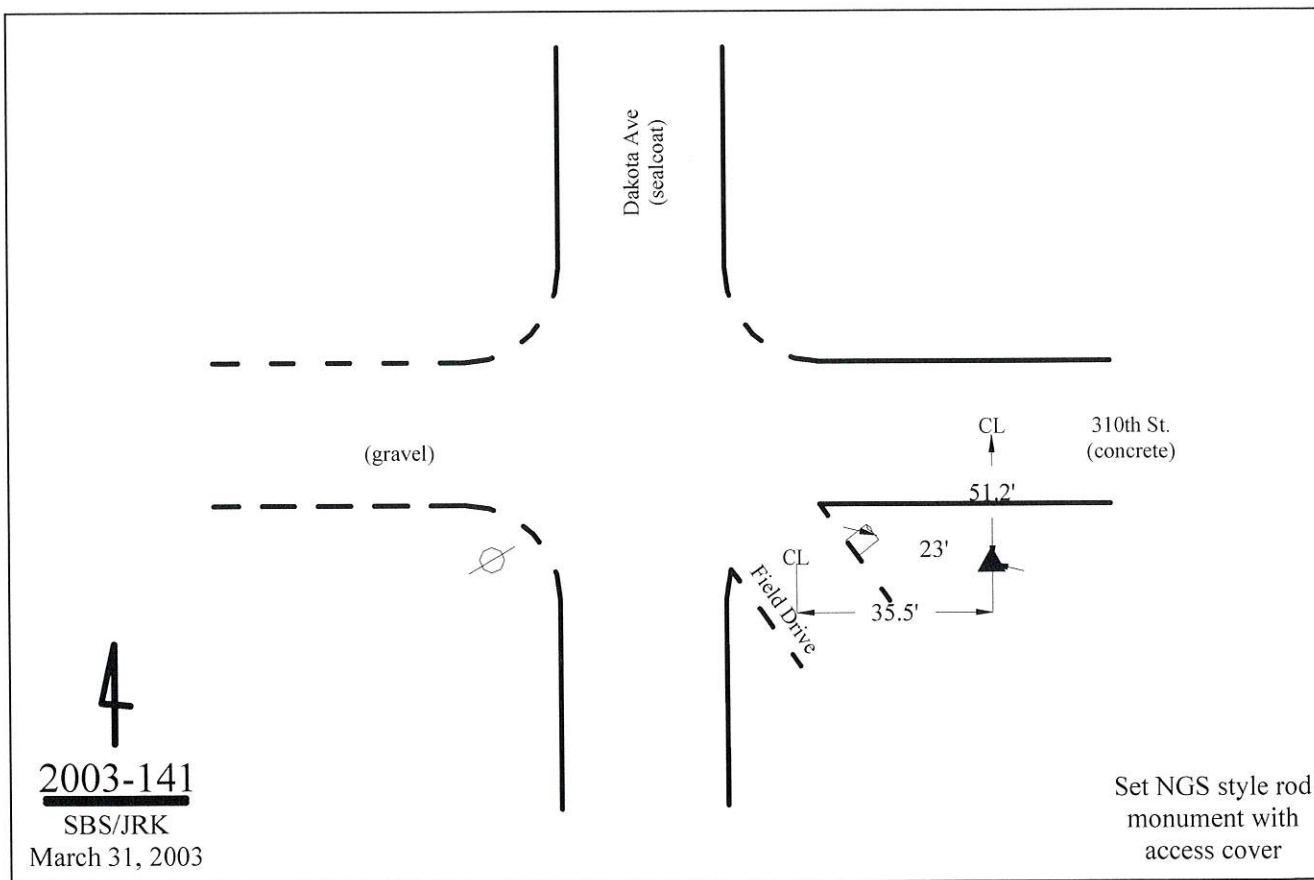 Dakota Ave
(sealcoat)
(gravel)
CL
310th St.
(concrete)
51.2'
23'
CL
Field Drive
35.5'
2003-141
SBS/JRK
March 31, 2003
Set NGS style rod
monument with
access cover